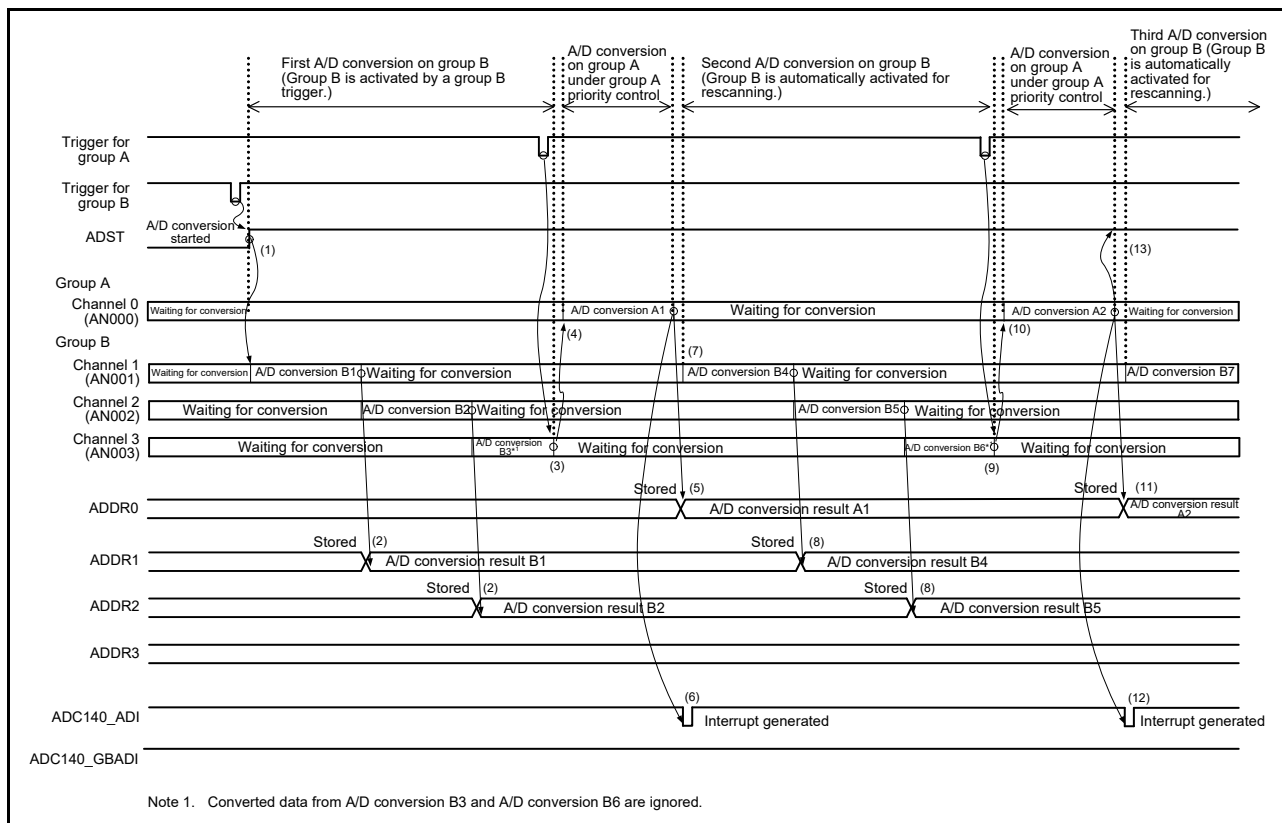 First A/D conversion on group B
(Group B is activated by a group B
trigger.)
A/D conversion
on group A
under group A
priority control
Second A/D conversion on group B
(Group B is automatically activated for
rescanning.)
A/D conversion
on group A
under group A
priority control
Third A/D conversion
on group B (Group B
is automatically
activated for
rescanning.)
Trigger for
group A
Trigger for
group B
ADST
A/D conversion
started
(1)
(13)
Group A
Channel 0
(AN000)
Waiting for conversion
A/D conversion A1
Waiting for conversion
A/D conversion A2
Waiting for conversion
(4)
(10)
Group B
(7)
Channel 1
(AN001)
Waiting for conversion
A/D conversion B1
Waiting for conversion
A/D conversion B4
Waiting for conversion
A/D conversion B7
Channel 2
(AN002)
Waiting for conversion
A/D conversion B2
Waiting for conversion
A/D conversion B5
Waiting for conversion
Channel 3
(AN003)
Waiting for conversion
A/D conversion
B3*1
Waiting for conversion
A/D conversion B6*1
Waiting for conversion
(3)
(9)
ADDR0
Stored
(5)
A/D conversion result A1
Stored
(11)
A/D conversion result
A2
ADDR1
Stored
(2)
A/D conversion result B1
Stored
(8)
A/D conversion result B4
ADDR2
Stored
(2)
A/D conversion result B2
Stored
(8)
A/D conversion result B5
ADDR3
ADC140_ADI
(6)
Interrupt generated
(12)
Interrupt generated
ADC140_GBADI
Note 1. Converted data from A/D conversion B3 and A/D conversion B6 are ignored.